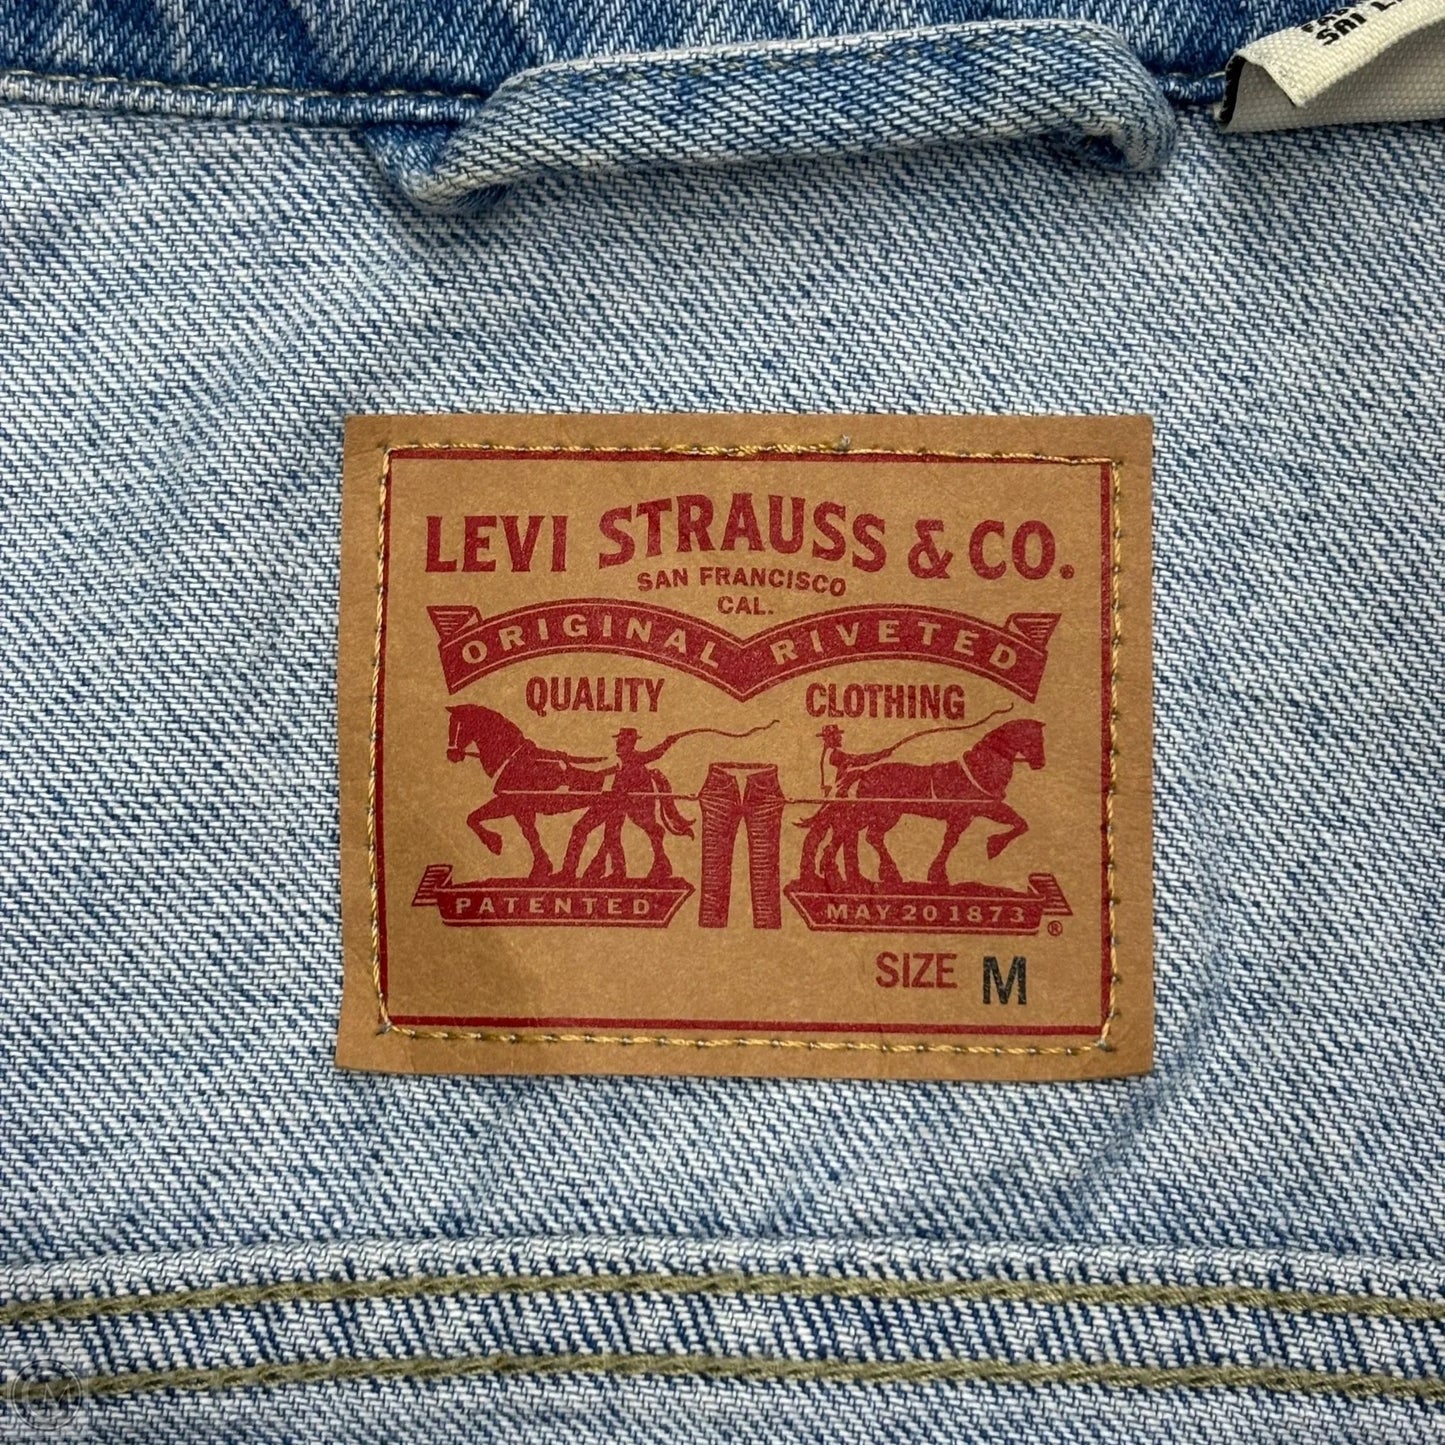 LEVI STRAUSS & CO.
SAN FRANCISCO
CAL.
ORIGINAL RIVETED
QUALITY CLOTHING
PATENTED MAY 20 1873
®
SIZE M